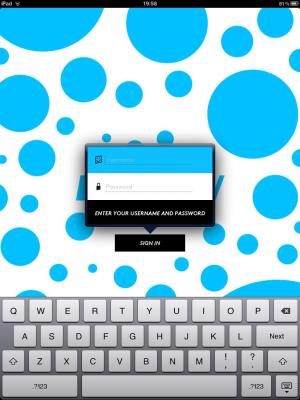 iPad 19:58 81%
Username
Password
ENTER YOUR USERNAME AND PASSWORD
SIGN IN
Q W E R T Y U I O P
A S D F G H J K L Next
Z X C V B N M ! , ? .
.?123 .?123